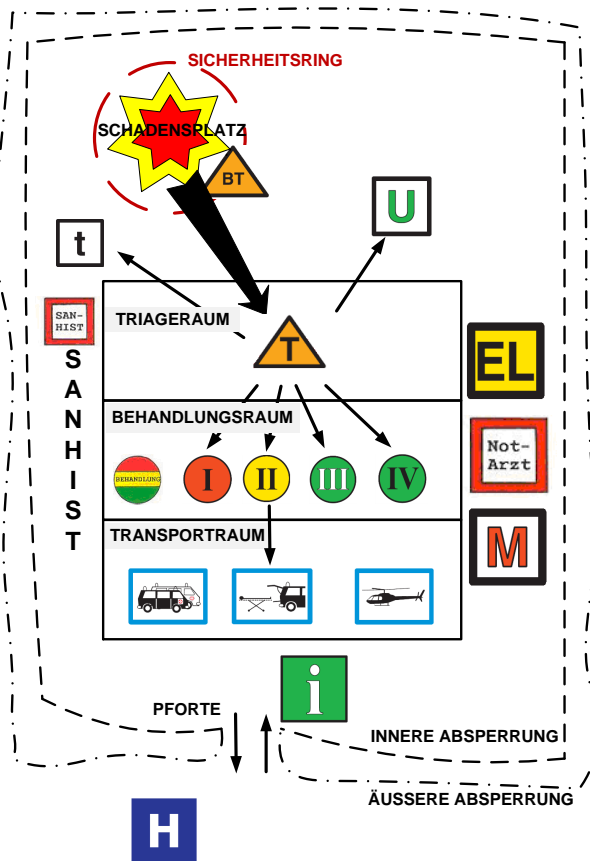 SICHERHEITSRING
SCHADENSPLATZ
BT
U
t
SAN-
HIST
TRIAGERAUM
T
EL
SANHIST
BEHANDLUNGSRAUM
Not-
Arzt
BEHANDLUNG
I
II
III
IV
TRANSPORTRAUM
M
i
PFORTE
INNERE ABSPERRUNG
ÄUSSERE ABSPERRUNG
H